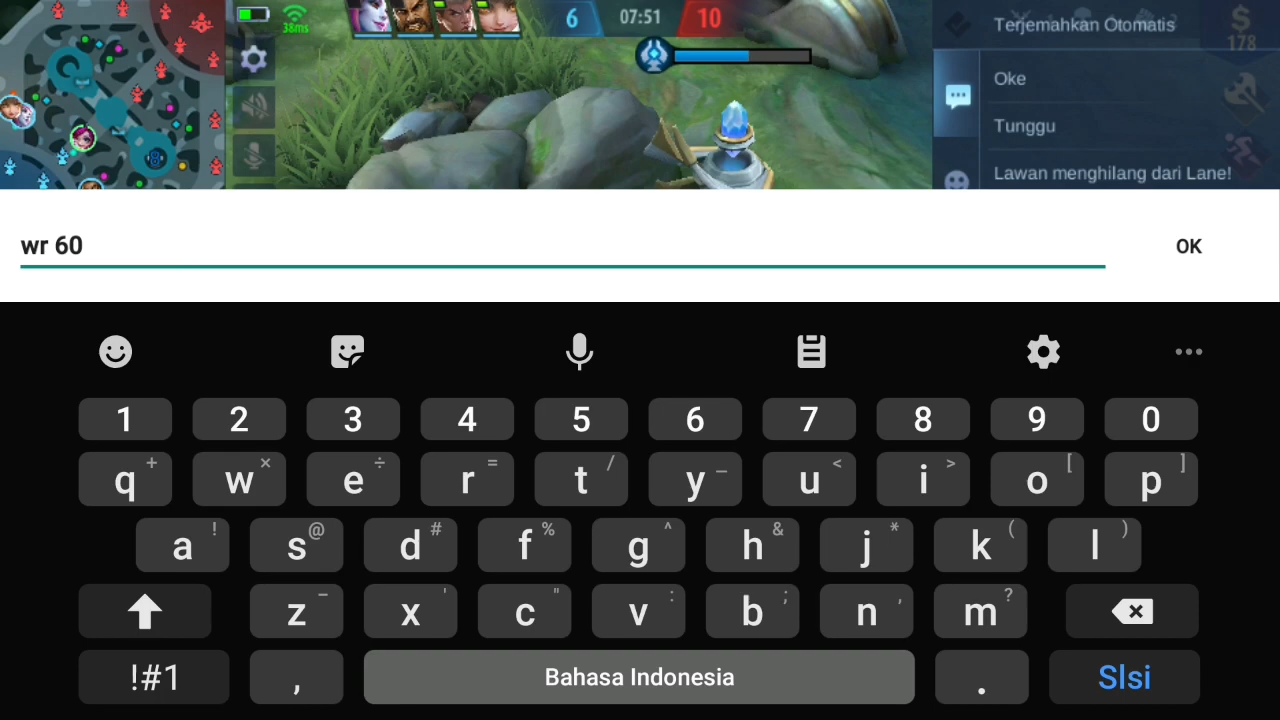 38ms
6 07:51 10
Terjemahkan Otomatis
178
Oke
Tunggu
Lawan menghilang dari Lane!
wr 60
OK
1 2 3 4 5 6 7 8 9 0
q + w × e ÷ r = t / y _ u < i > o [ p ]
a ! s @ d # f % g ^ h & j * k ( l )
z - x ' c " v : b ; n , m ?
!#1 , Bahasa Indonesia . Slsi